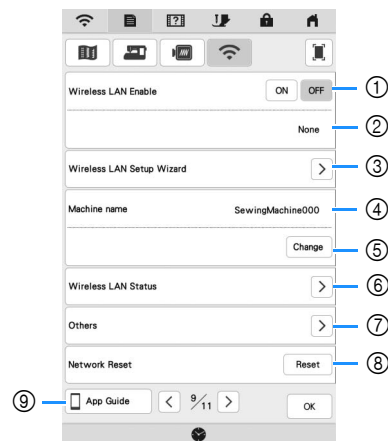 Wireless LAN Enable ON OFF ①
None ②
Wireless LAN Setup Wizard > ③
Machine name SewingMachine000 ④
Change ⑤
Wireless LAN Status > ⑥
Others > ⑦
Network Reset Reset ⑧
⑨ App Guide < 9/11 > OK